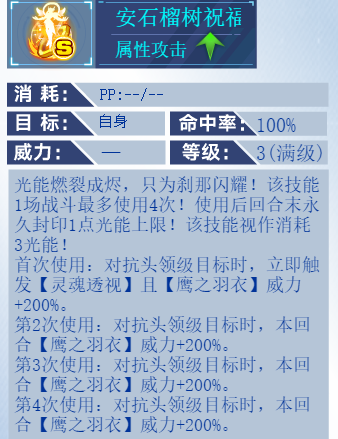 安石榴树祝福
属性攻击
S
消 耗: PP:--/--
目 标: 自身 命中率: 100%
威力: — 等级: 3(满级)
光能燃裂成烬，只为刹那闪耀！该技能
1场战斗最多使用4次！使用后回合末永
久封印1点光能上限！该技能视作消耗
3光能！
首次使用：对抗头领级目标时，立即触
发【灵魂透视】且【鹰之羽衣】威力
+200%。
第2次使用：对抗头领级目标时，本回
合【鹰之羽衣】威力+200%。
第3次使用：对抗头领级目标时，本回
合【鹰之羽衣】威力+200%。
第4次使用：对抗头领级目标时，本回
合【鹰之羽衣】威力+200%。